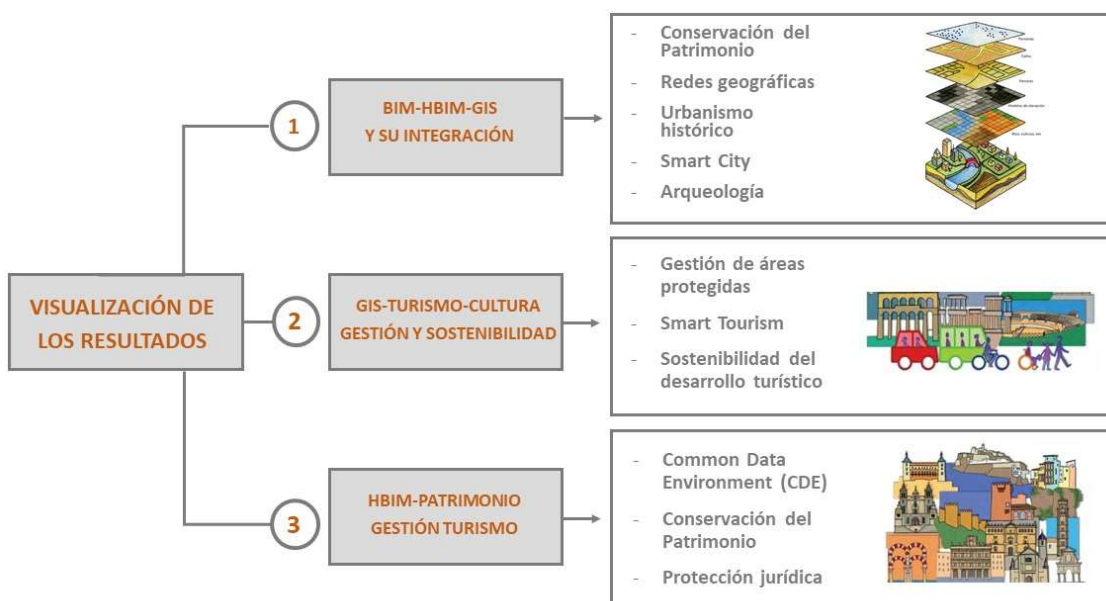 VISUALIZACIÓN DE
LOS RESULTADOS
1
BIM-HBIM-GIS
Y SU INTEGRACIÓN
- Conservación del
Patrimonio
- Redes geográficas
- Urbanismo
histórico
- Smart City
- Arqueología
2
GIS-TURISMO-CULTURA
GESTIÓN Y SOSTENIBILIDAD
- Gestión de áreas
protegidas
- Smart Tourism
- Sostenibilidad del
desarrollo turístico
3
HBIM-PATRIMONIO
GESTIÓN TURISMO
- Common Data
Environment (CDE)
- Conservación del
Patrimonio
- Protección jurídica